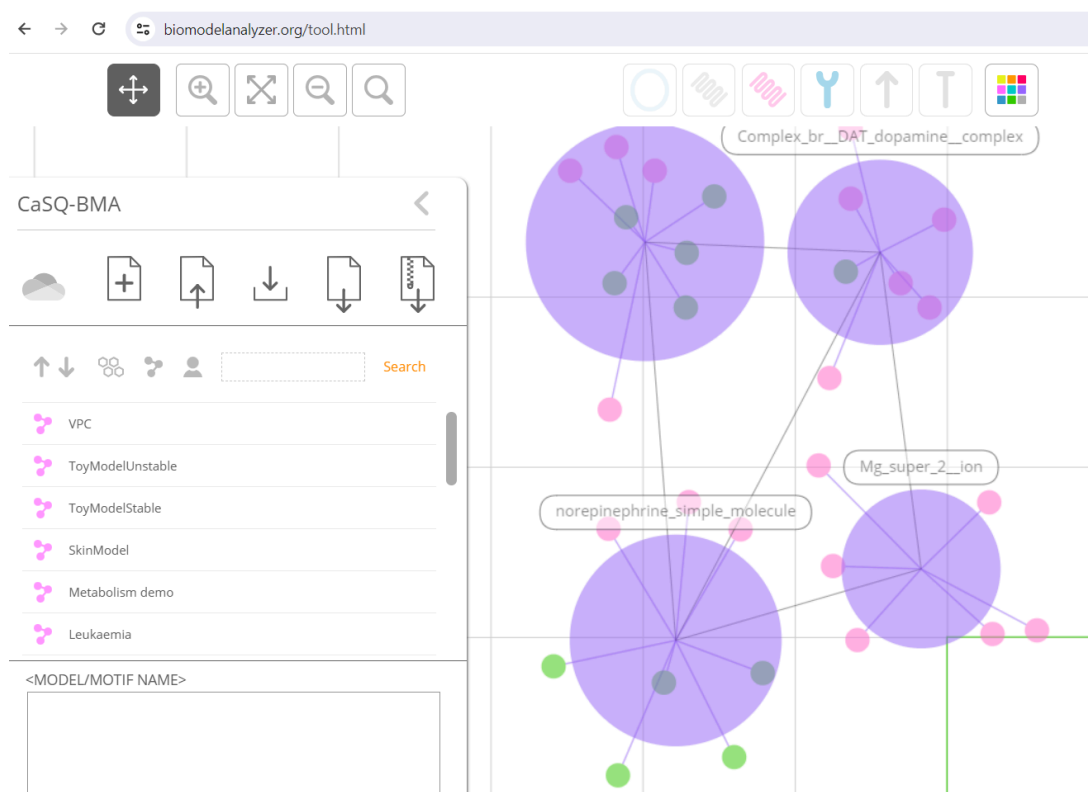 biomodelanalyzer.org/tool.html
Complex_br__DAT_dopamine__complex
CaSQ-BMA
Search
VPC
ToyModelUnstable
ToyModelStable
SkinModel
Metabolism demo
Leukaemia
Mg_super_2__ion
norepinephrine_simple_molecule
<MODEL/MOTIF NAME>